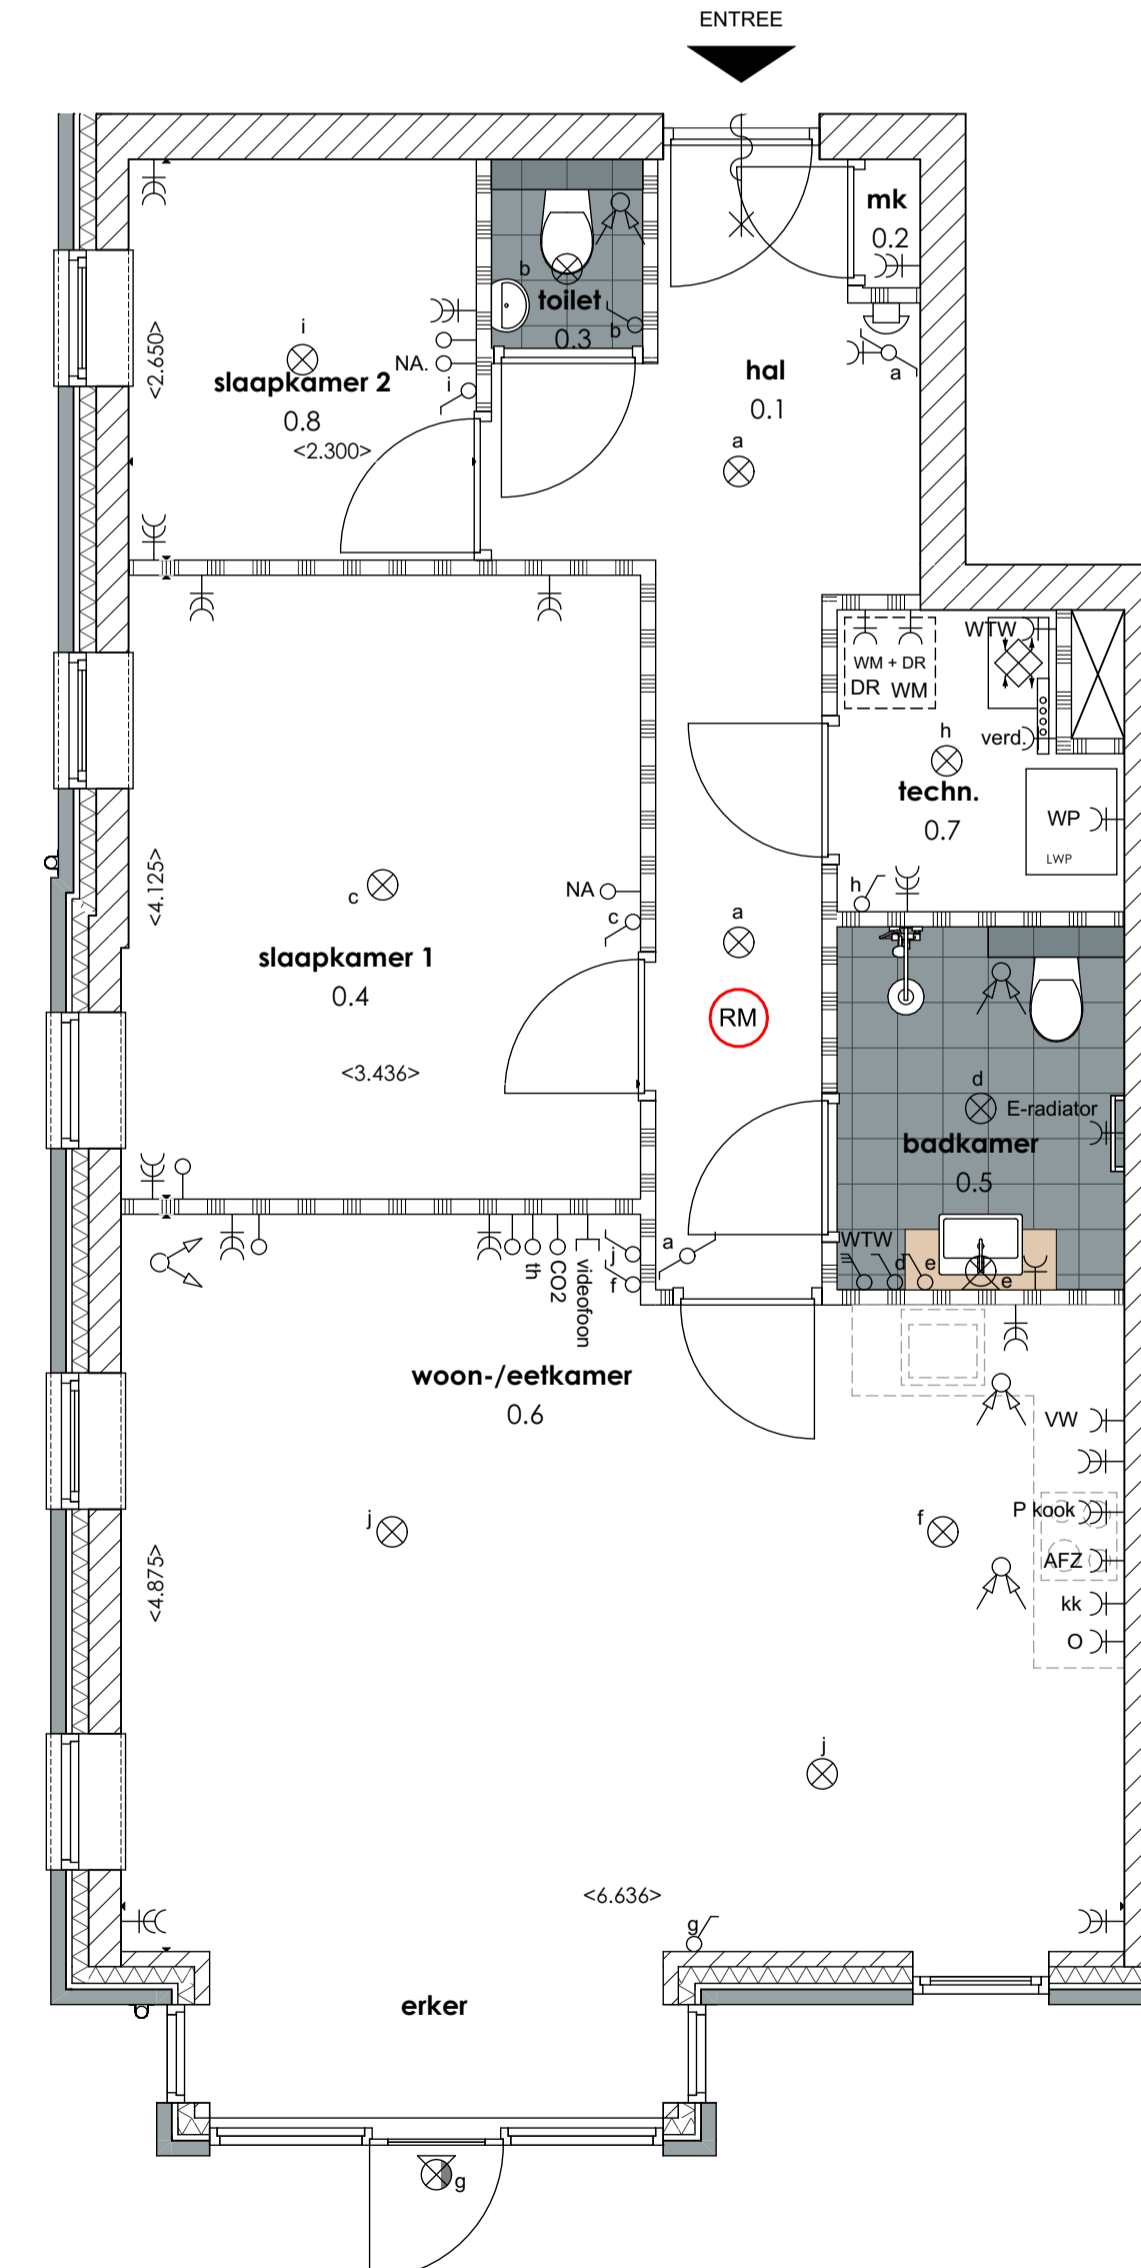 ENTREE
mk
0.2
b
toilet
0.3
b
i
slaapkamer 2
0.8
<2.300>
<2.650>
NA.
i
hal
0.1
a
a
WTW
WM + DR
DR WM
verd.
h
techn.
0.7
WP
LWP
h
c
<4.125>
NA
c
slaapkamer 1
0.4
<3.436>
a
RM
d
E-radiator
badkamer
0.5
WTW
d
e
e
a
th
CO2
videofoon
j
f
woon-/eetkamer
0.6
VW
P kook
AFZ
kk
O
j
f
<4.875>
j
<6.636>
g
erker
g